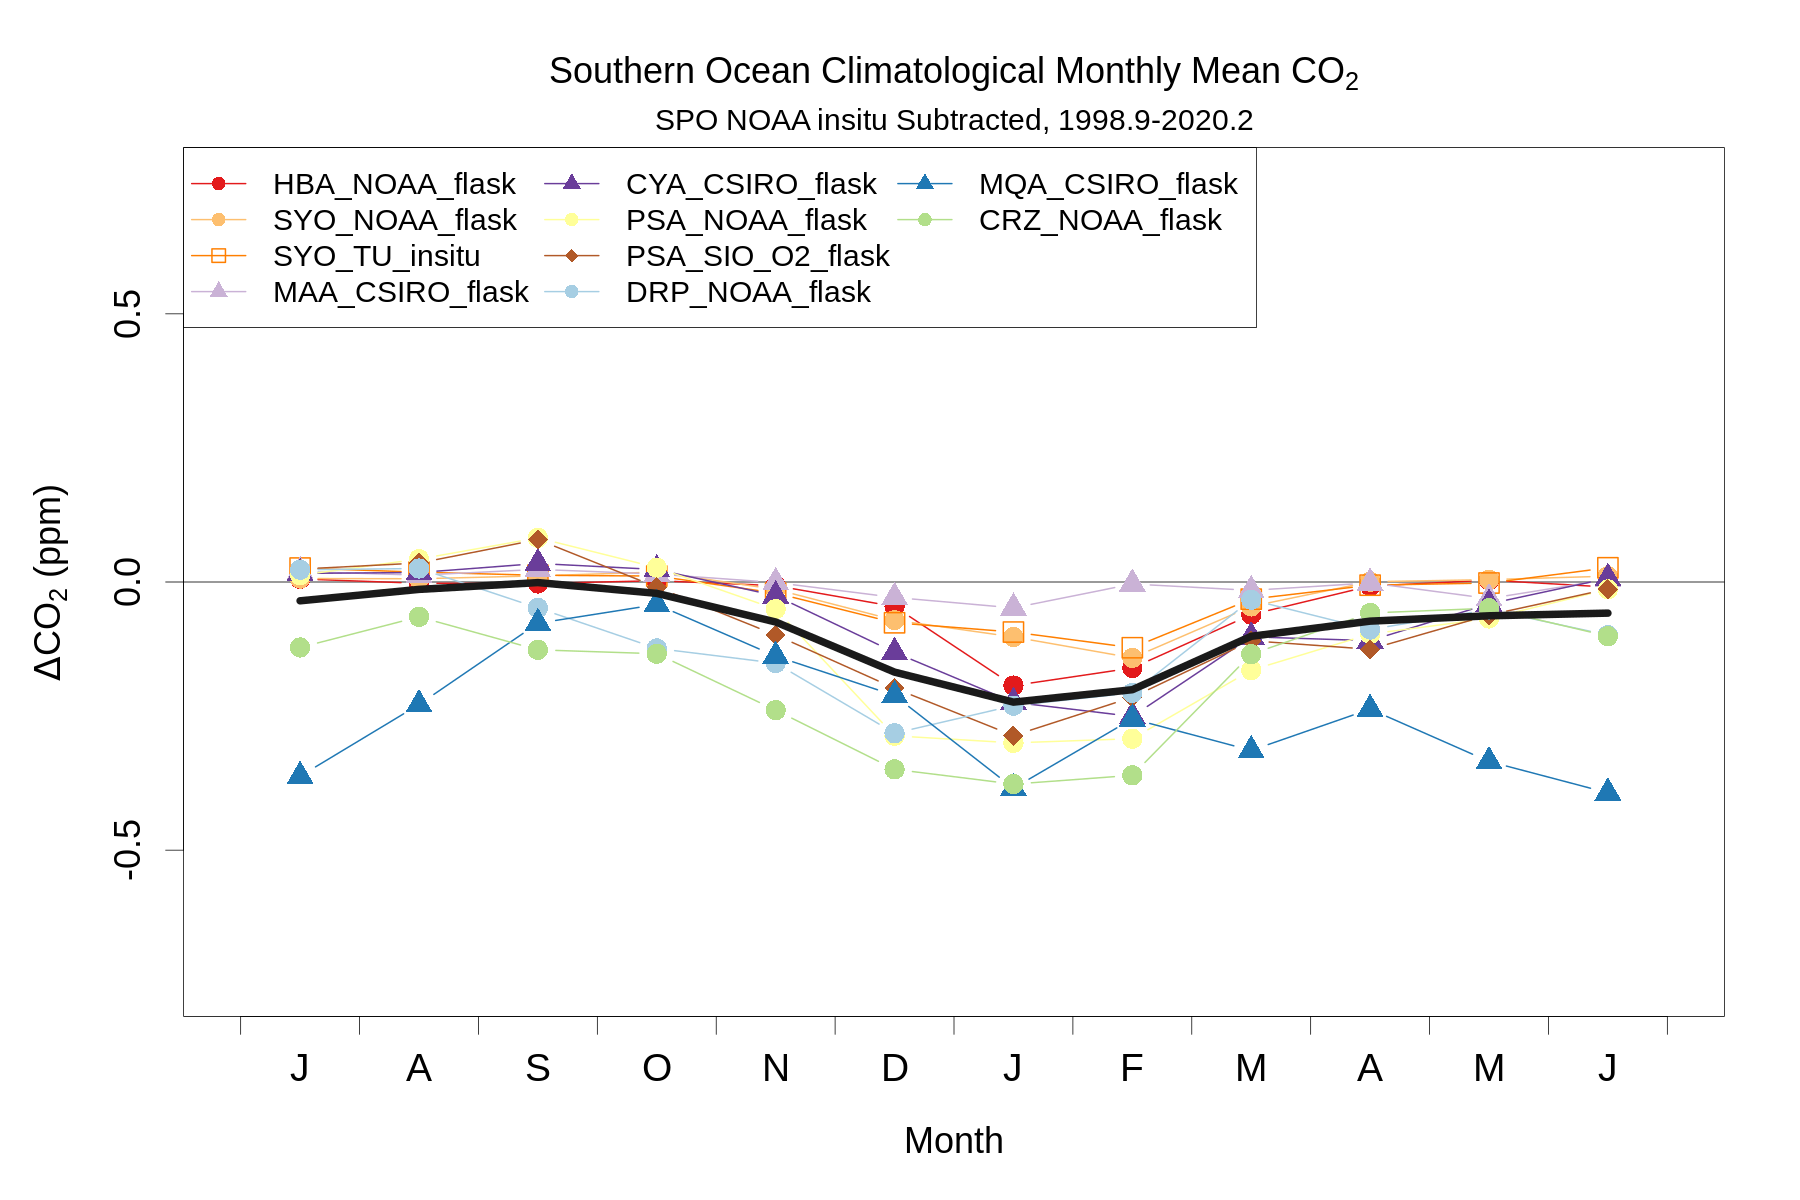 Southern Ocean Climatological Monthly Mean CO₂
SPO NOAA insitu Subtracted, 1998.9-2020.2
HBA_NOAA_flask
SYO_NOAA_flask
SYO_TU_insitu
MAA_CSIRO_flask
CYA_CSIRO_flask
PSA_NOAA_flask
PSA_SIO_O2_flask
DRP_NOAA_flask
MQA_CSIRO_flask
CRZ_NOAA_flask
ΔCO₂ (ppm)
0.5
0.0
-0.5
J A S O N D J F M A M J
Month